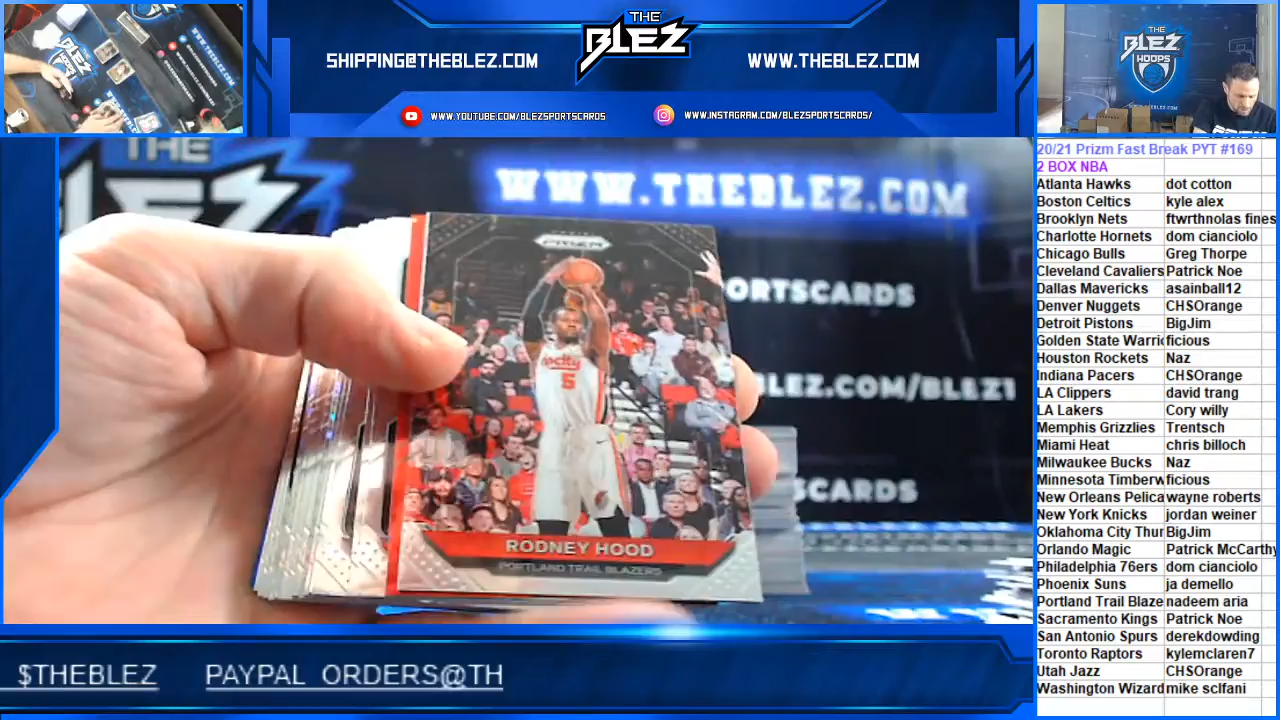 SHIPPING@THEBLEZ.COM
THE
BLEZ
WWW.THEBLEZ.COM
WWW.YOUTUBE.COM/BLEZSPORTSCARDS
WWW.INSTAGRAM.COM/BLEZSPORTSCARDS/
THE
BLEZ
HOOPS
THE
WWW.THEBLEZ.COM
PORTSCARDS
BLEZ.COM/BLEZ1
SCARDS
PRIZM
5
RODNEY HOOD
PORTLAND TRAIL BLAZERS
20/21 Prizm Fast Break PYT #169
2 BOX NBA
Atlanta Hawks dot cotton
Boston Celtics kyle alex
Brooklyn Nets ftwrthnolas fines
Charlotte Hornets dom cianciolo
Chicago Bulls Greg Thorpe
Cleveland Cavaliers Patrick Noe
Dallas Mavericks asainball12
Denver Nuggets CHSOrange
Detroit Pistons BigJim
Golden State Warri ficious
Houston Rockets Naz
Indiana Pacers CHSOrange
LA Clippers david trang
LA Lakers Cory willy
Memphis Grizzlies Trentsch
Miami Heat chris billoch
Milwaukee Bucks Naz
Minnesota Timberw ficious
New Orleans Pelica wayne roberts
New York Knicks jordan weiner
Oklahoma City Thur BigJim
Orlando Magic Patrick McCarthy
Philadelphia 76ers dom cianciolo
Phoenix Suns ja demello
Portland Trail Blaze nadeem aria
Sacramento Kings Patrick Noe
San Antonio Spurs derekdowding
Toronto Raptors kylemclaren7
Utah Jazz CHSOrange
Washington Wizard mike sclfani
$THEBLEZ PAYPAL ORDERS@TH